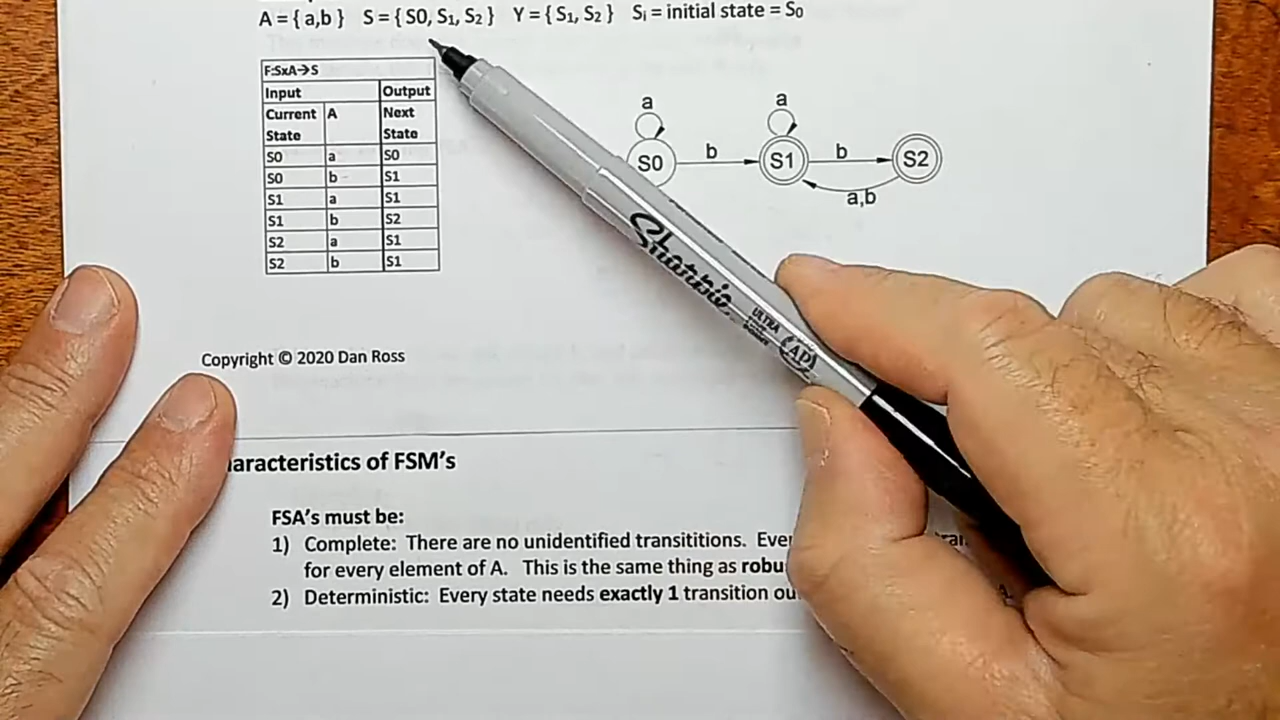 A = { a,b } S = { S0, S₁, S₂ } Y = { S₁, S₂ } Sᵢ = initial state = S₀
F:SxA→S
Input Output
Current State A Next State
S0 a S0
S0 b S1
S1 a S1
S1 b S2
S2 a S1
S2 b S1
a a
S0 b S1 b S2
a,b
Sharpie
ULTRA
AP
Copyright © 2020 Dan Ross
aracteristics of FSM's
FSA's must be:
1) Complete: There are no unidentified transititions.
for every element of A. This is the same thing as
2) Deterministic: Every state needs exactly 1 transition